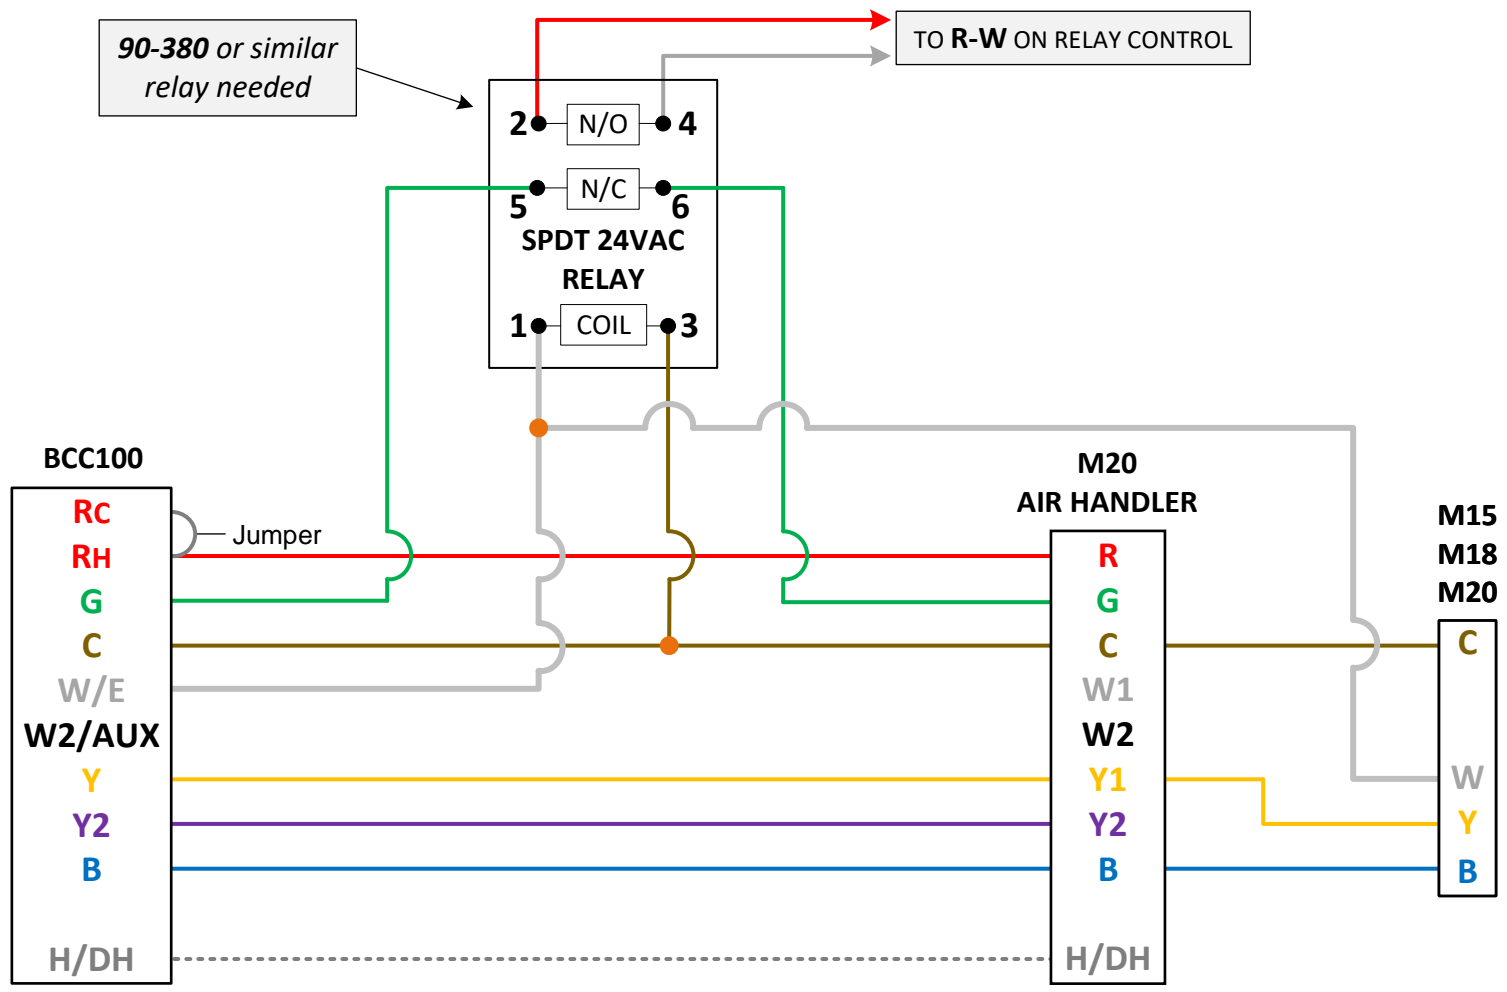 90-380 or similar
relay needed
TO R-W ON RELAY CONTROL
2 N/O 4
5 N/C 6
SPDT 24VAC
RELAY
1 COIL 3
BCC100
RC
Jumper
RH
G
C
W/E
W2/AUX
Y
Y2
B
H/DH
M20
AIR HANDLER
R
G
C
W1
W2
Y1
Y2
B
H/DH
M15
M18
M20
C
W
Y
B